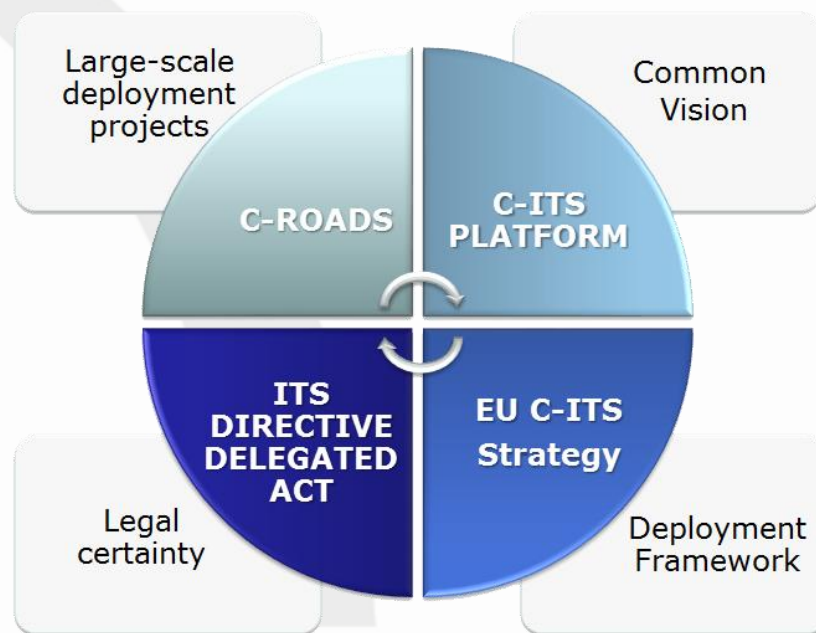 Large-scale
deployment
projects
Common
Vision
C-ROADS
C-ITS
PLATFORM
ITS
DIRECTIVE
DELEGATED
ACT
EU C-ITS
Strategy
Legal
certainty
Deployment
Framework